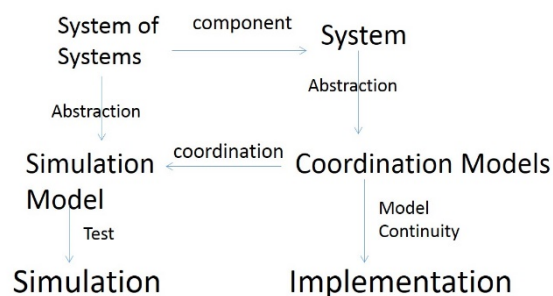 System of
Systems
component
System
Abstraction
Abstraction
Simulation
Model
coordination
Coordination Models
Test
Model
Continuity
Simulation
Implementation